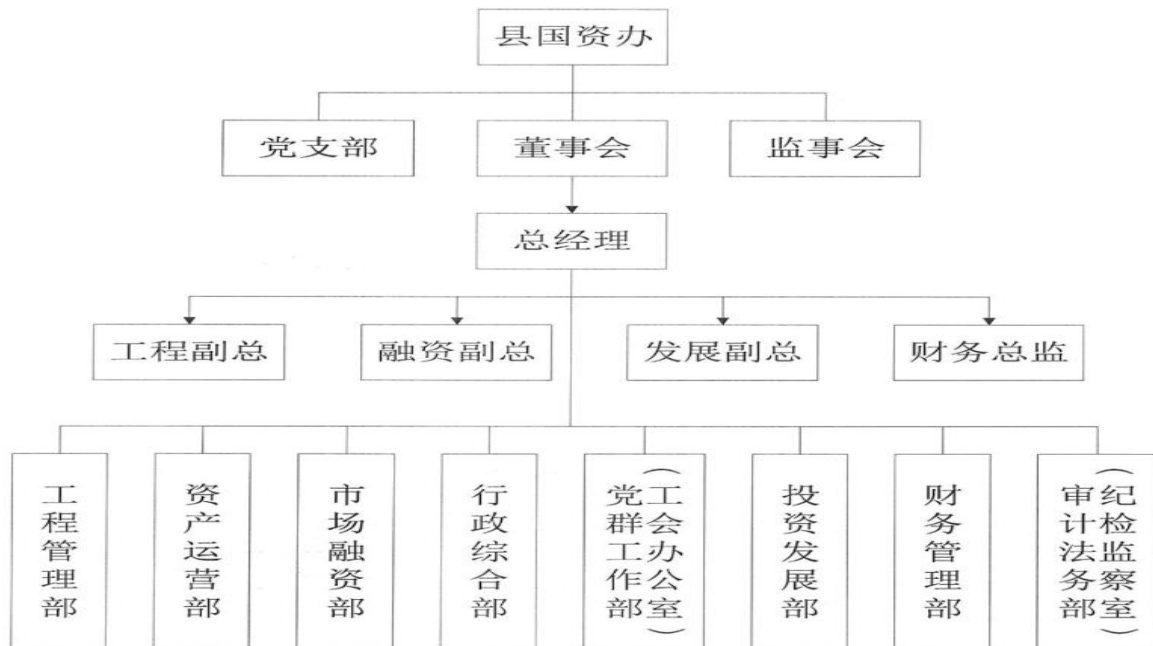 县国资办
党支部
董事会
监事会
总经理
工程副总
融资副总
发展副总
财务总监
工程管理部
资产运营部
市场融资部
行政综合部
党群工作部
(工会办公室)
投资发展部
财务管理部
审计法务部
(纪检监察室)